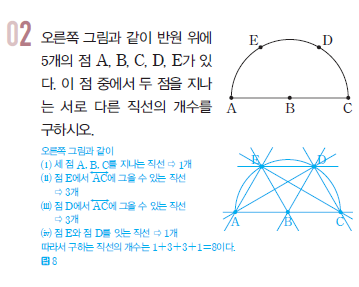 02
오른쪽 그림과 같이 반원 위에
5개의 점 A, B, C, D, E가 있
다. 이 점 중에서 두 점을 지나
는 서로 다른 직선의 개수를
구하시오.
E
D
A
B
C
오른쪽 그림과 같이
(i) 세 점 A, B, C를 지나는 직선 ⇨ 1개
(ii) 점 E에서 AC에 그을 수 있는 직선
⇨ 3개
(iii) 점 D에서 AC에 그을 수 있는 직선
⇨ 3개
(iv) 점 E와 점 D를 잇는 직선 ⇨ 1개
따라서 구하는 직선의 개수는 1+3+3+1=8이다.
답 8
E
D
A
B
C